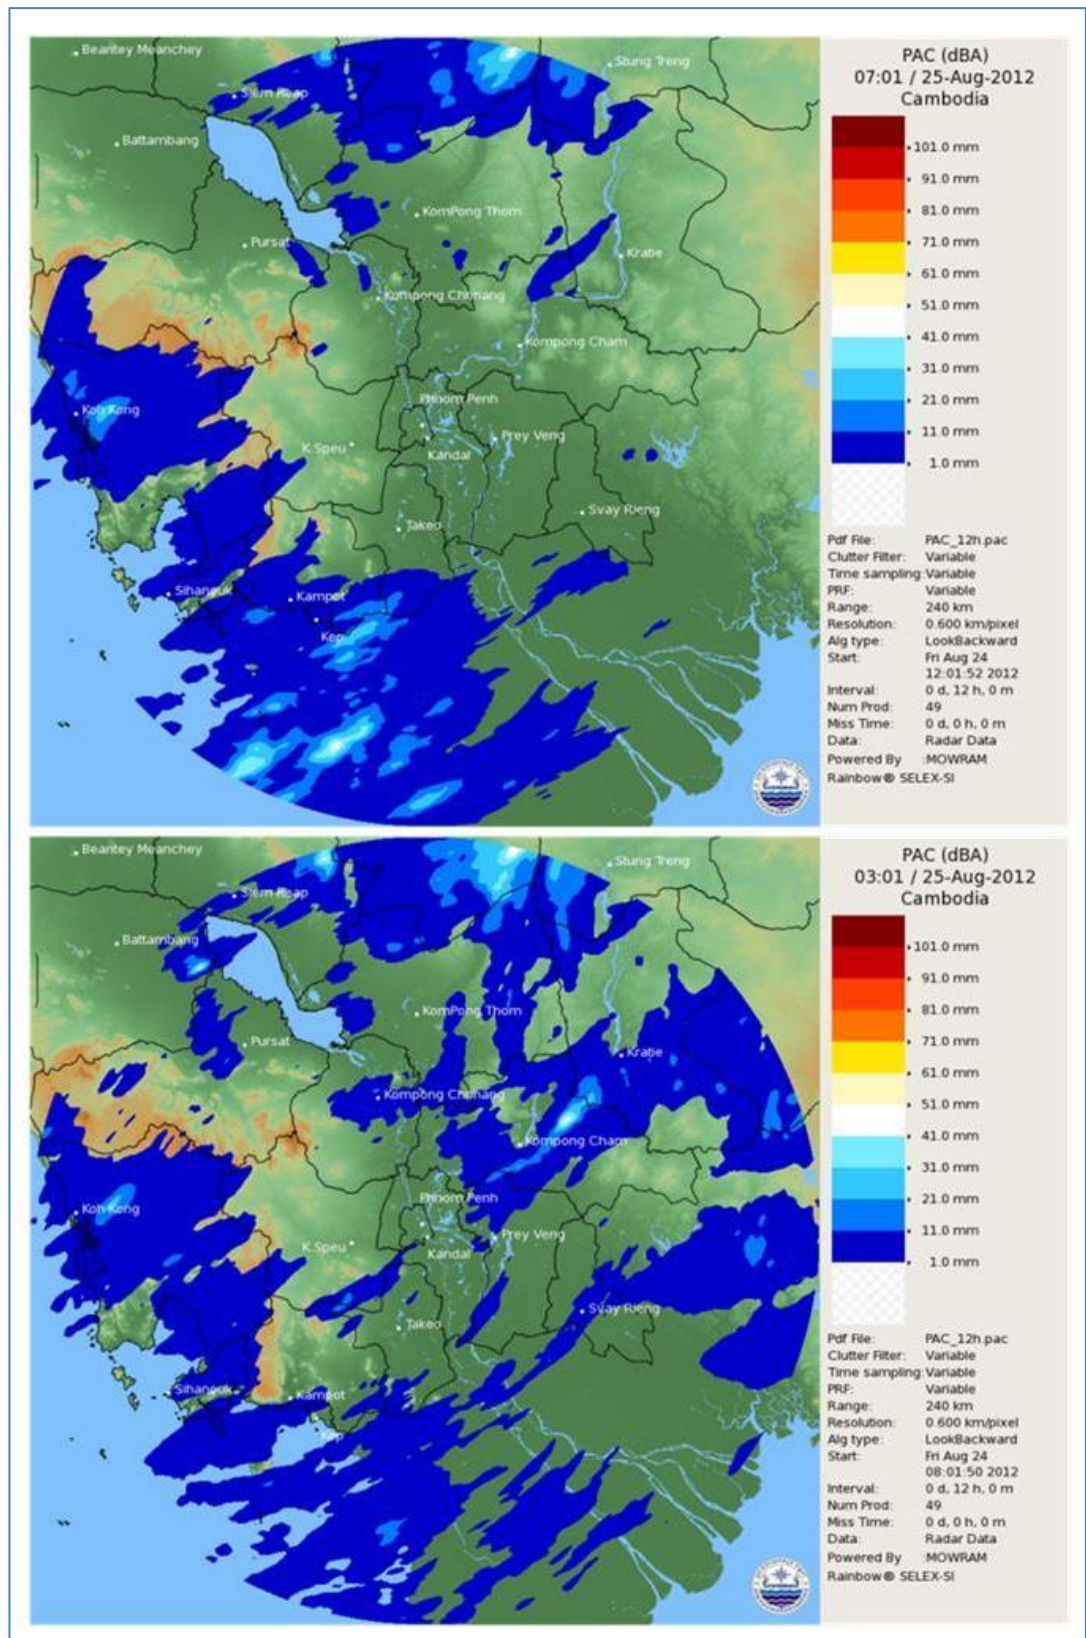 PAC (dBA)
07:01 / 25-Aug-2012
Cambodia
101.0 mm
91.0 mm
81.0 mm
71.0 mm
61.0 mm
51.0 mm
41.0 mm
31.0 mm
21.0 mm
11.0 mm
1.0 mm
Pdf File: PAC_12h.pac
Clutter Filter: Variable
Time sampling: Variable
PRF: Variable
Range: 240 km
Resolution: 0.600 km/pixel
Alg type: LookBackward
Start: Fri Aug 24
12:01:52 2012
Interval: 0 d, 12 h, 0 m
Num Prod: 49
Miss Time: 0 d, 0 h, 0 m
Data: Radar Data
Powered By :MOWRAM
Rainbow® SELEX-SI
Beantey Meanchey
Stung Treng
Siem Reap
Battambang
KomPong Thom
Pursat
Kratie
Kompong Chhnang
Kompong Cham
Phnom Penh
Koh Kong
Prey Veng
K.Speu
Kandal
Svay Rieng
Takeo
Sihanouk
Kampot
Kep
PAC (dBA)
03:01 / 25-Aug-2012
Cambodia
101.0 mm
91.0 mm
81.0 mm
71.0 mm
61.0 mm
51.0 mm
41.0 mm
31.0 mm
21.0 mm
11.0 mm
1.0 mm
Pdf File: PAC_12h.pac
Clutter Filter: Variable
Time sampling: Variable
PRF: Variable
Range: 240 km
Resolution: 0.600 km/pixel
Alg type: LookBackward
Start: Fri Aug 24
08:01:50 2012
Interval: 0 d, 12 h, 0 m
Num Prod: 49
Miss Time: 0 d, 0 h, 0 m
Data: Radar Data
Powered By :MOWRAM
Rainbow® SELEX-SI
Beantey Meanchey
Stung Treng
Siem Reap
Battambang
KomPong Thom
Pursat
Kratie
Kompong Chhnang
Kompong Cham
Phnom Penh
Koh Kong
Prey Veng
K.Speu
Kandal
Svay Rieng
Takeo
Sihanouk
Kampot
Kep